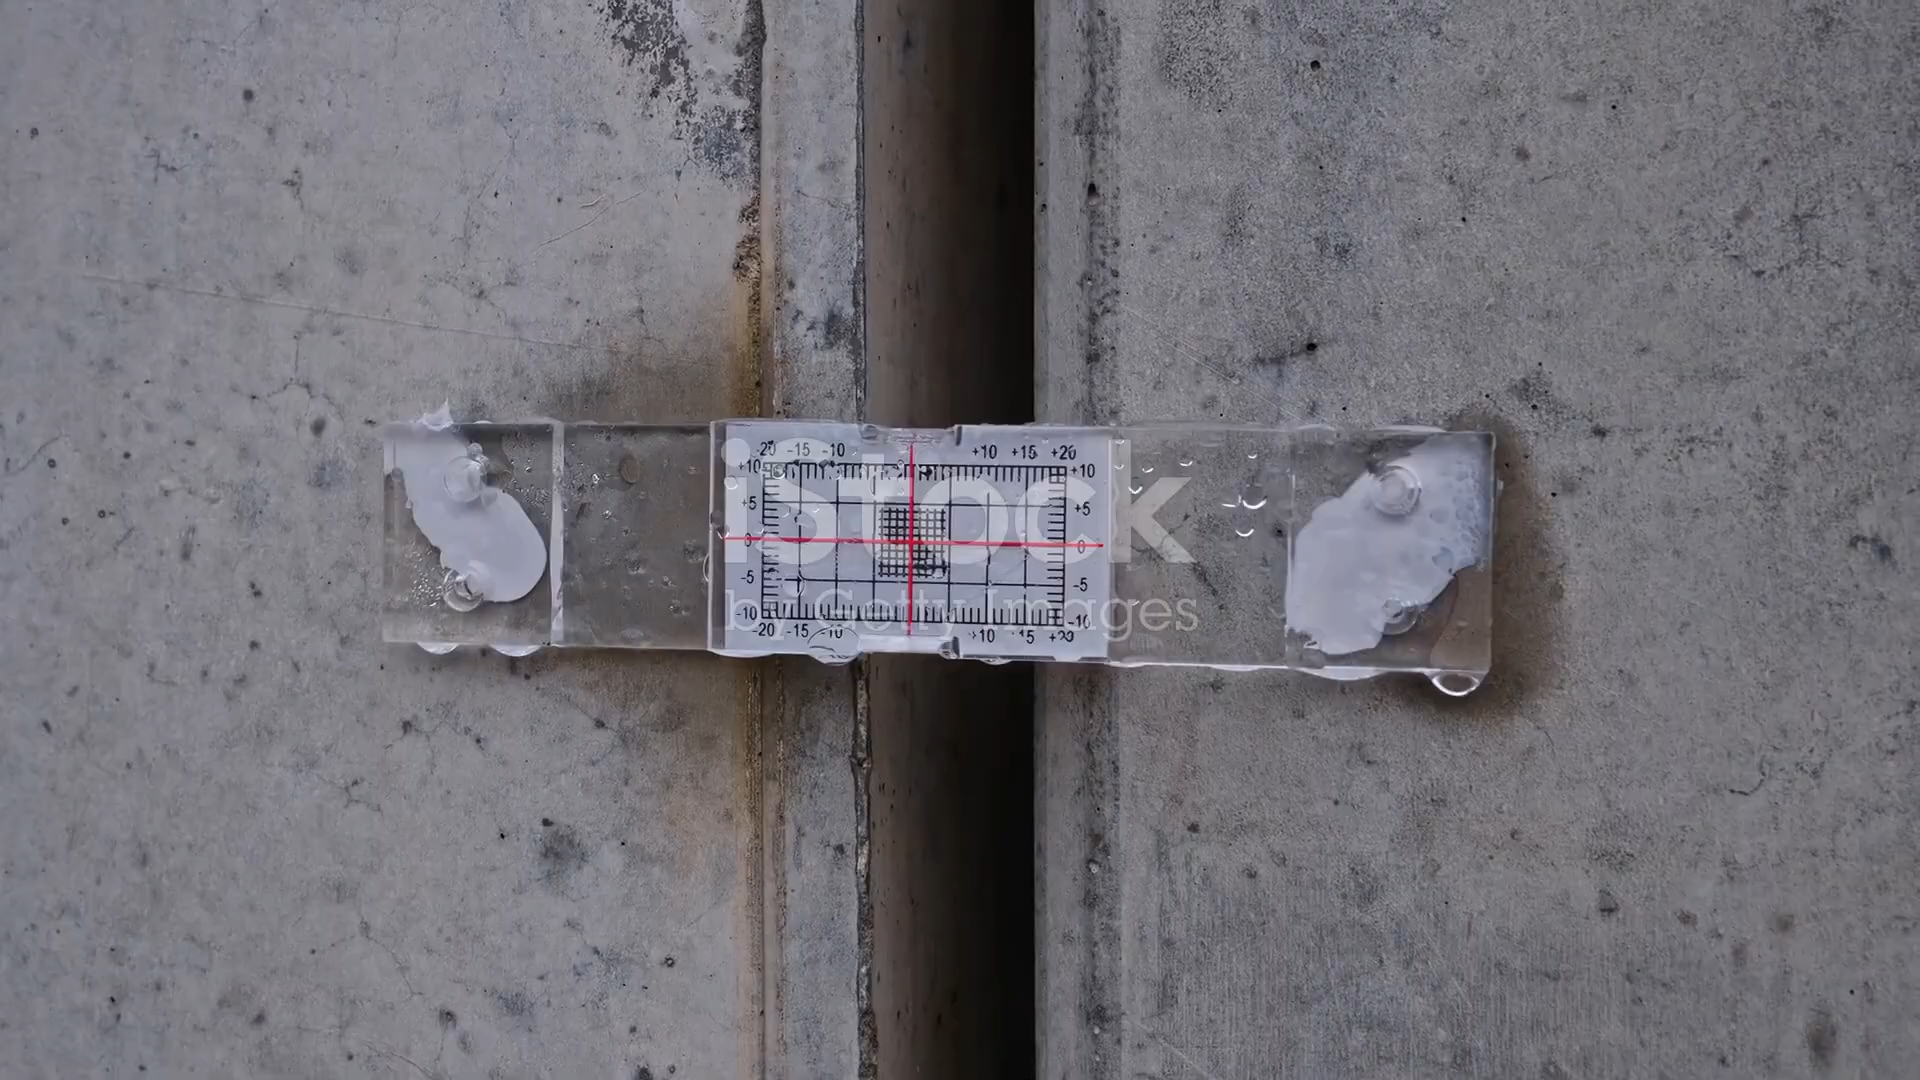 -20 -15 -10 +10 +15 +20
+10 +10
+5 +5
0 0
-5 -5
-10 -10
-20 -15 -10 +10 +15 +20
iStock
by Getty Images